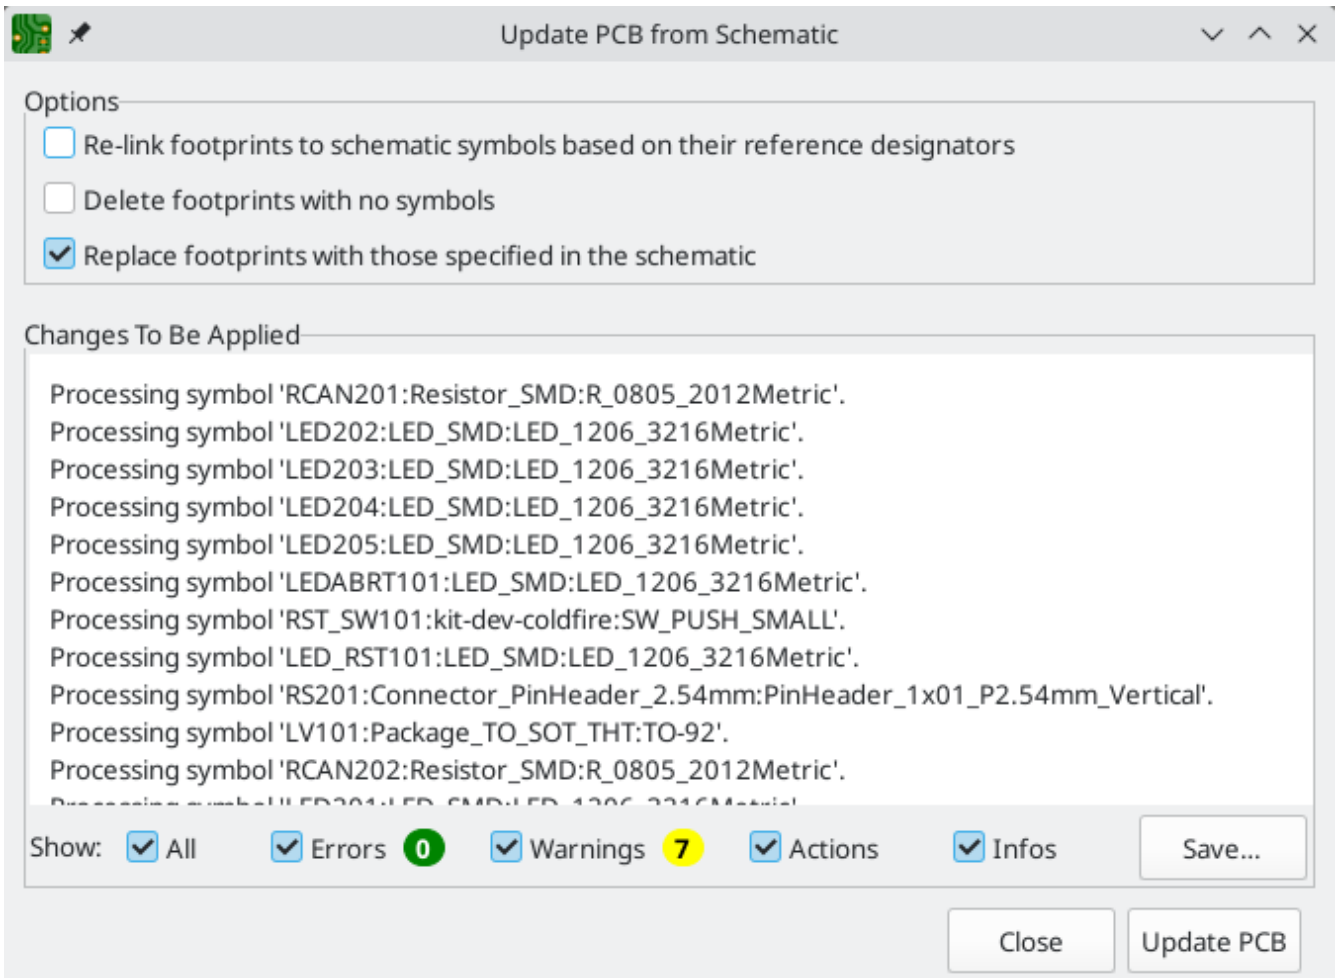 Update PCB from Schematic
Options
Re-link footprints to schematic symbols based on their reference designators
Delete footprints with no symbols
Replace footprints with those specified in the schematic
Changes To Be Applied
Processing symbol 'RCAN201:Resistor_SMD:R_0805_2012Metric'.
Processing symbol 'LED202:LED_SMD:LED_1206_3216Metric'.
Processing symbol 'LED203:LED_SMD:LED_1206_3216Metric'.
Processing symbol 'LED204:LED_SMD:LED_1206_3216Metric'.
Processing symbol 'LED205:LED_SMD:LED_1206_3216Metric'.
Processing symbol 'LEDABRT101:LED_SMD:LED_1206_3216Metric'.
Processing symbol 'RST_SW101:kit-dev-coldfire:SW_PUSH_SMALL'.
Processing symbol 'LED_RST101:LED_SMD:LED_1206_3216Metric'.
Processing symbol 'RS201:Connector_PinHeader_2.54mm:PinHeader_1x01_P2.54mm_Vertical'.
Processing symbol 'LV101:Package_TO_SOT_THT:TO-92'.
Processing symbol 'RCAN202:Resistor_SMD:R_0805_2012Metric'.
Processing symbol 'LED201:LED_SMD:LED_1206_3216Metric'.
Show: All Errors 0 Warnings 7 Actions Infos Save...
Close Update PCB